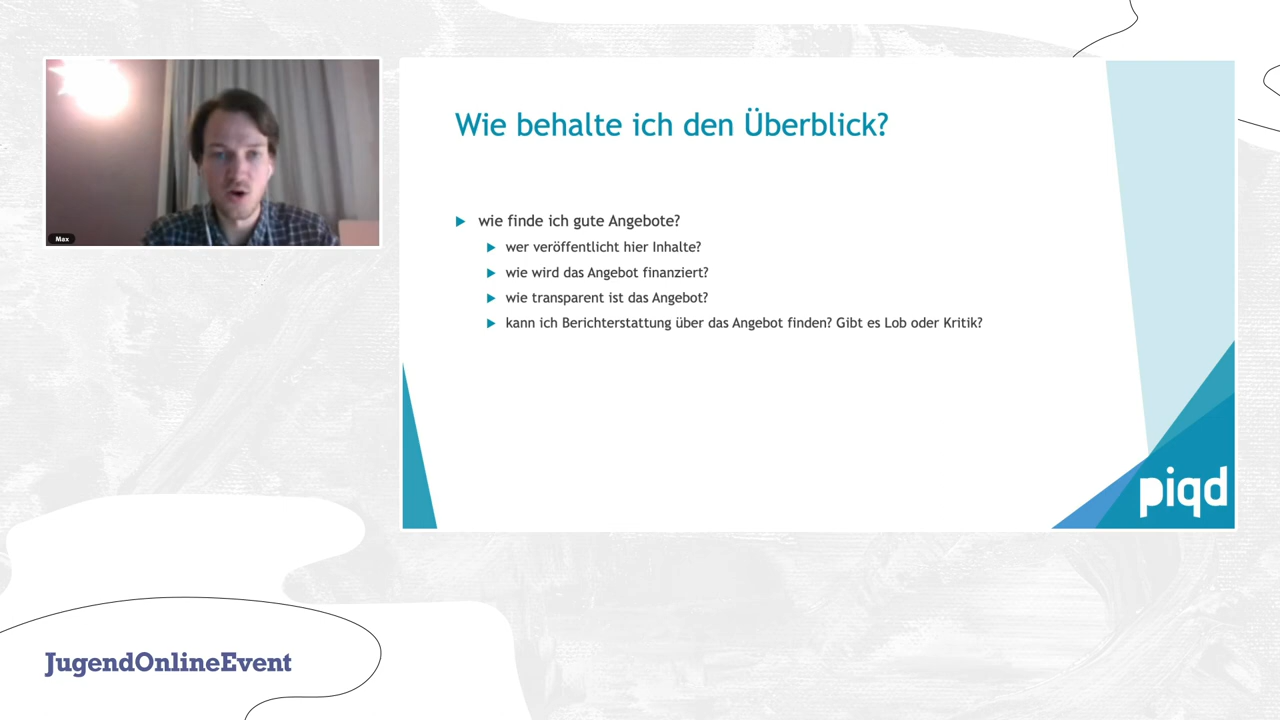 Max
Wie behalte ich den Überblick?
wie finde ich gute Angebote?
wer veröffentlicht hier Inhalte?
wie wird das Angebot finanziert?
wie transparent ist das Angebot?
kann ich Berichterstattung über das Angebot finden? Gibt es Lob oder Kritik?
piqd
JugendOnlineEvent